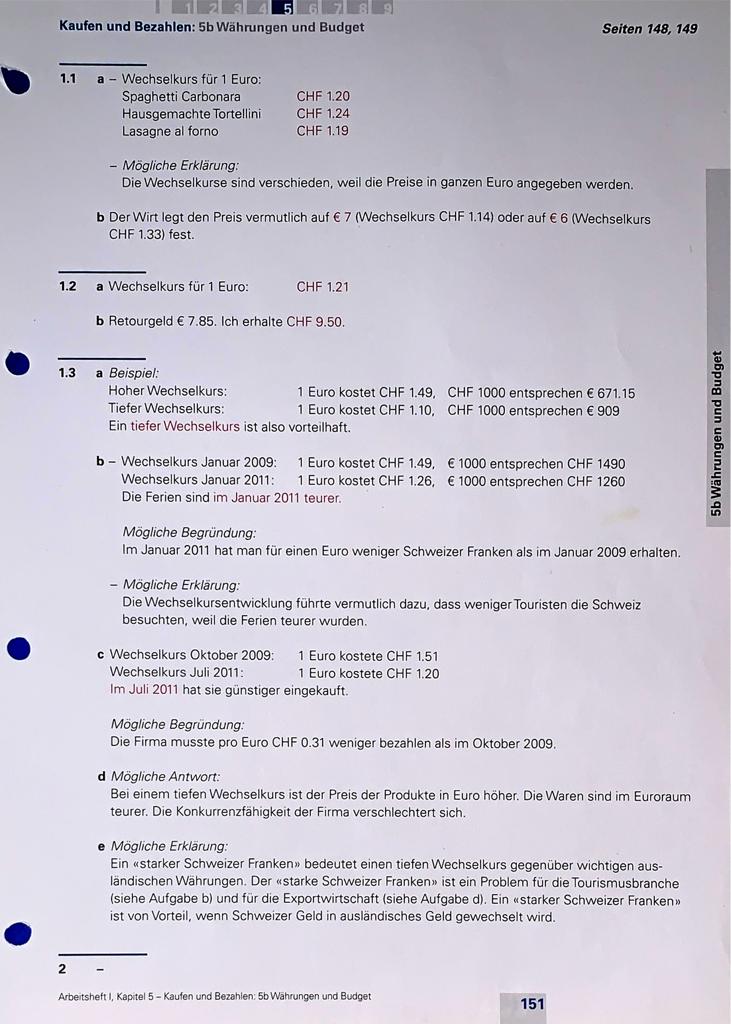 1 2 3 4 5 6 7 8 9
Kaufen und Bezahlen: 5b Währungen und Budget Seiten 148, 149
1.1 a – Wechselkurs für 1 Euro:
Spaghetti Carbonara CHF 1.20
Hausgemachte Tortellini CHF 1.24
Lasagne al forno CHF 1.19
– Mögliche Erklärung:
Die Wechselkurse sind verschieden, weil die Preise in ganzen Euro angegeben werden.
b Der Wirt legt den Preis vermutlich auf € 7 (Wechselkurs CHF 1.14) oder auf € 6 (Wechselkurs
CHF 1.33) fest.
1.2 a Wechselkurs für 1 Euro: CHF 1.21
b Retourgeld € 7.85. Ich erhalte CHF 9.50.
1.3 a Beispiel:
Hoher Wechselkurs: 1 Euro kostet CHF 1.49, CHF 1000 entsprechen € 671.15
Tiefer Wechselkurs: 1 Euro kostet CHF 1.10, CHF 1000 entsprechen € 909
Ein tiefer Wechselkurs ist also vorteilhaft.
b – Wechselkurs Januar 2009: 1 Euro kostet CHF 1.49, € 1000 entsprechen CHF 1490
Wechselkurs Januar 2011: 1 Euro kostet CHF 1.26, € 1000 entsprechen CHF 1260
Die Ferien sind im Januar 2011 teurer.
Mögliche Begründung:
Im Januar 2011 hat man für einen Euro weniger Schweizer Franken als im Januar 2009 erhalten.
– Mögliche Erklärung:
Die Wechselkursentwicklung führte vermutlich dazu, dass weniger Touristen die Schweiz
besuchten, weil die Ferien teurer wurden.
c Wechselkurs Oktober 2009: 1 Euro kostete CHF 1.51
Wechselkurs Juli 2011: 1 Euro kostete CHF 1.20
Im Juli 2011 hat sie günstiger eingekauft.
Mögliche Begründung:
Die Firma musste pro Euro CHF 0.31 weniger bezahlen als im Oktober 2009.
d Mögliche Antwort:
Bei einem tiefen Wechselkurs ist der Preis der Produkte in Euro höher. Die Waren sind im Euroraum
teurer. Die Konkurrenzfähigkeit der Firma verschlechtert sich.
e Mögliche Erklärung:
Ein «starker Schweizer Franken» bedeutet einen tiefen Wechselkurs gegenüber wichtigen aus-
ländischen Währungen. Der «starke Schweizer Franken» ist ein Problem für die Tourismusbranche
(siehe Aufgabe b) und für die Exportwirtschaft (siehe Aufgabe d). Ein «starker Schweizer Franken»
ist von Vorteil, wenn Schweizer Geld in ausländisches Geld gewechselt wird.
2 –
Arbeitsheft I, Kapitel 5 – Kaufen und Bezahlen: 5b Währungen und Budget
151
5b Währungen und Budget